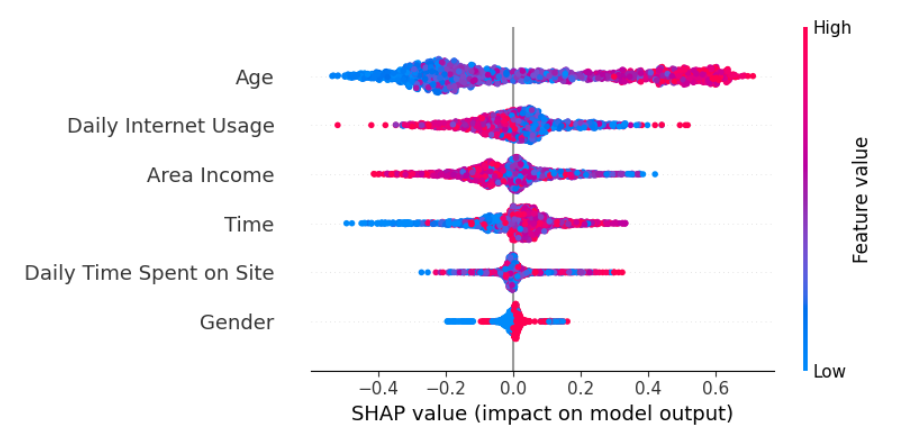 High
Age
Daily Internet Usage
Area Income
Time
Daily Time Spent on Site
Gender
Feature value
Low
−0.4 −0.2 0.0 0.2 0.4 0.6
SHAP value (impact on model output)